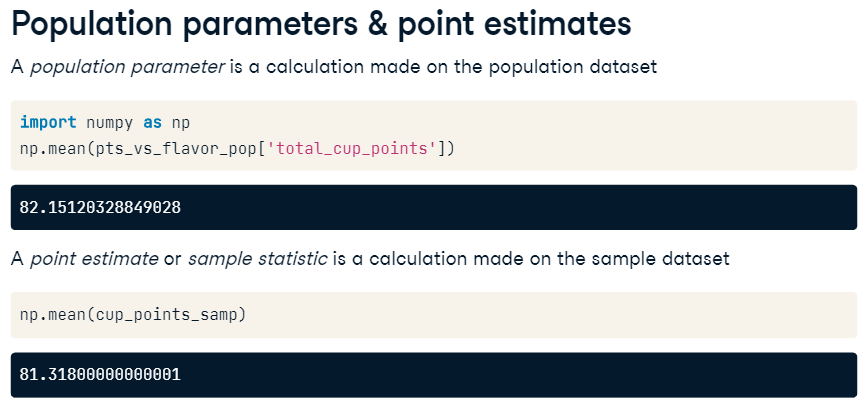 Population parameters & point estimates
A population parameter is a calculation made on the population dataset
import numpy as np
np.mean(pts_vs_flavor_pop['total_cup_points'])
82.15120328849028
A point estimate or sample statistic is a calculation made on the sample dataset
np.mean(cup_points_samp)
81.31800000000001